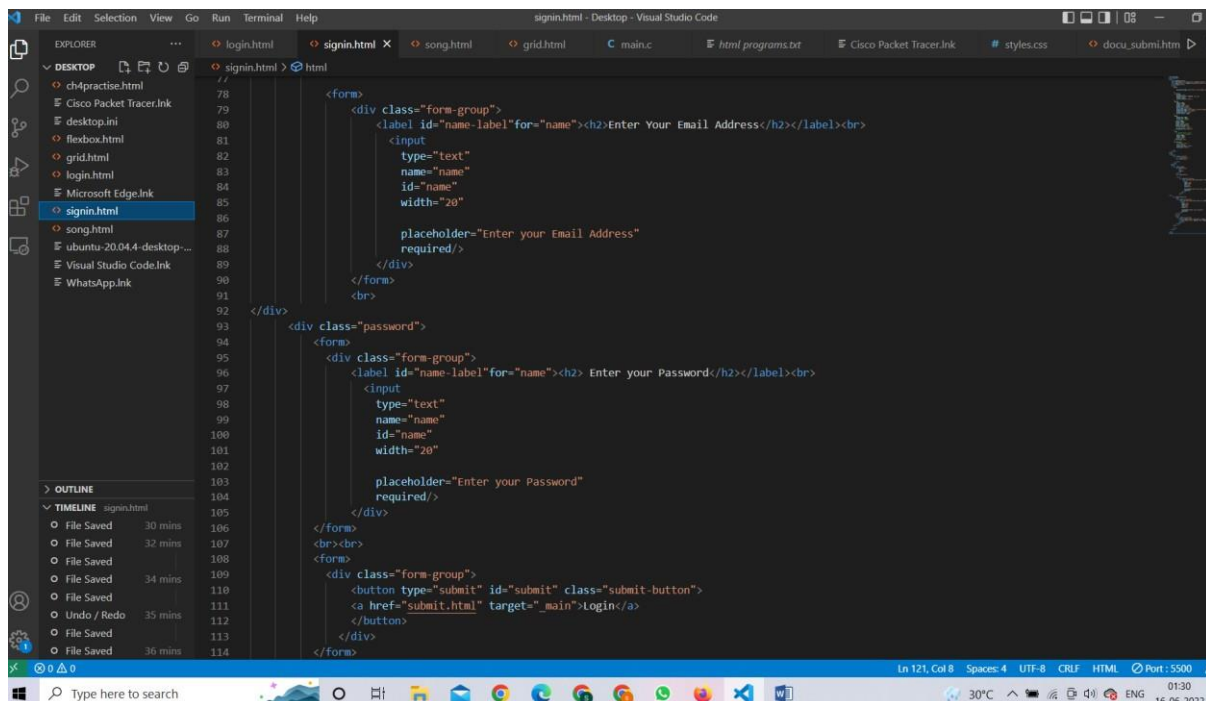 File Edit Selection View Go Run Terminal Help
signin.html - Desktop - Visual Studio Code
EXPLORER ...
login.html signin.html song.html grid.html main.c html programs.txt Cisco Packet Tracer.lnk styles.css docu_submi.htm
DESKTOP
signin.html > html
ch4practise.html
Cisco Packet Tracer.lnk
desktop.ini
flexbox.html
grid.html
login.html
Microsoft Edge.lnk
signin.html
song.html
ubuntu-20.04.4-desktop-...
Visual Studio Code.lnk
WhatsApp.lnk
> OUTLINE
TIMELINE signin.html
File Saved 30 mins
File Saved 32 mins
File Saved
File Saved 34 mins
File Saved
Undo / Redo 35 mins
File Saved
File Saved 36 mins
77
78 <form>
79 <div class="form-group">
80 <label id="name-label"for="name"><h2>Enter Your Email Address</h2></label><br>
81 <input
82 type="text"
83 name="name"
84 id="name"
85 width="20"
86
87 placeholder="Enter your Email Address"
88 required/>
89 </div>
90 </form>
91 <br>
92 </div>
93 <div class="password">
94 <form>
95 <div class="form-group">
96 <label id="name-label"for="name"><h2> Enter your Password</h2></label><br>
97 <input
98 type="text"
99 name="name"
100 id="name"
101 width="20"
102
103 placeholder="Enter your Password"
104 required/>
105 </div>
106 </form>
107 <br><br>
108 <form>
109 <div class="form-group">
110 <button type="submit" id="submit" class="submit-button">
111 <a href="submit.html" target="_main">Login</a>
112 </button>
113 </div>
114 </form>
0 0 Ln 121, Col 8 Spaces: 4 UTF-8 CRLF HTML Port : 5500
Type here to search
30°C ENG 01:30
16-06-2022